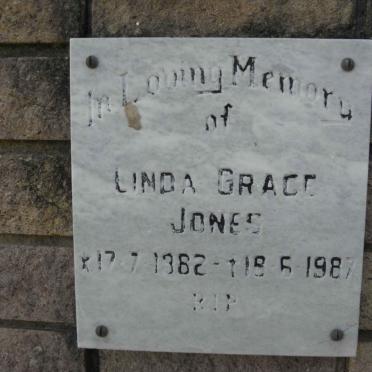 In Loving Memory
of
LINDA GRACE
JONES
*17·7·1982 - †18·6·1987
RIP